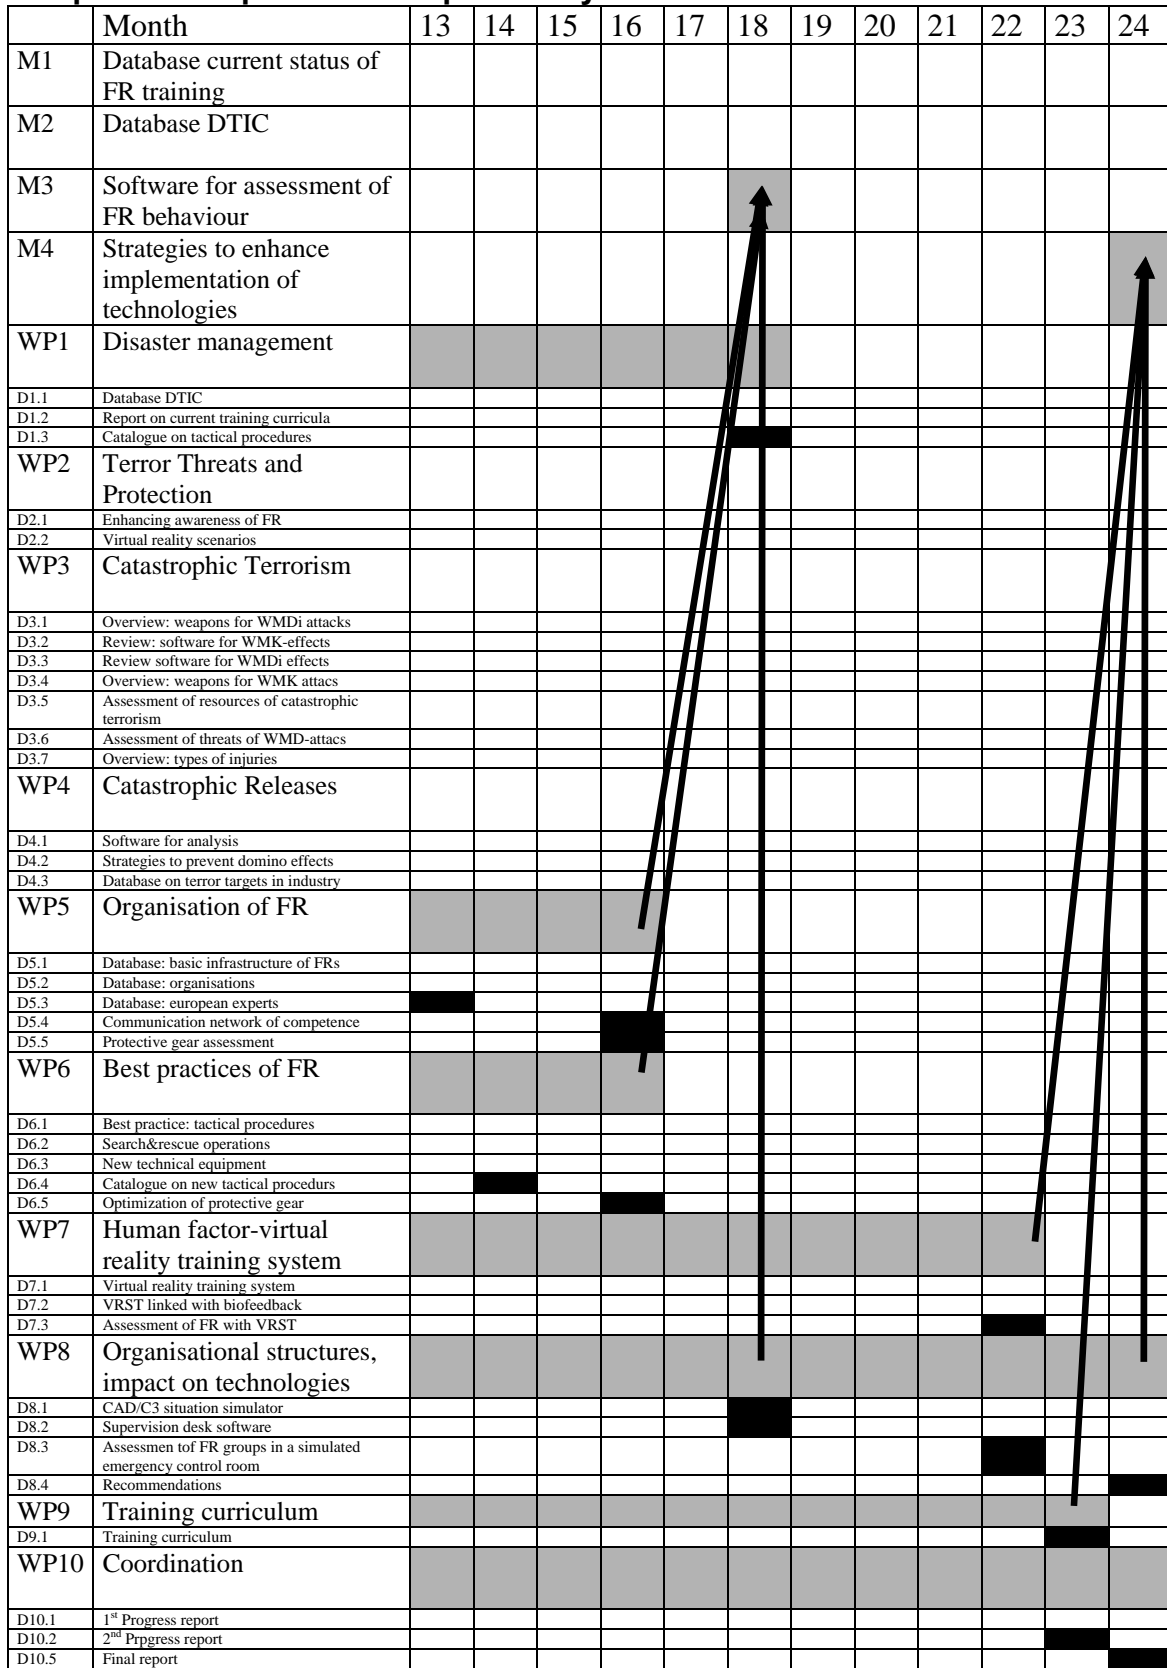 Month 13 14 15 16 17 18 19 20 21 22 23 24
M1 Database current status of
FR training
M2 Database DTIC
M3 Software for assessment of
FR behaviour
M4 Strategies to enhance
implementation of
technologies
WP1 Disaster management
D1.1 Database DTIC
D1.2 Report on current training curricula
D1.3 Catalogue on tactical procedures
WP2 Terror Threats and
Protection
D2.1 Enhancing awareness of FR
D2.2 Virtual reality scenarios
WP3 Catastrophic Terrorism
D3.1 Overview: weapons for WMDi attacks
D3.2 Review: software for WMK-effects
D3.3 Review software for WMDi effects
D3.4 Overview: weapons for WMK attacs
D3.5 Assessment of resources of catastrophic
terrorism
D3.6 Assessment of threats of WMD-attacs
D3.7 Overview: types of injuries
WP4 Catastrophic Releases
D4.1 Software for analysis
D4.2 Strategies to prevent domino effects
D4.3 Database on terror targets in industry
WP5 Organisation of FR
D5.1 Database: basic infrastructure of FRs
D5.2 Database: organisations
D5.3 Database: european experts
D5.4 Communication network of competence
D5.5 Protective gear assessment
WP6 Best practices of FR
D6.1 Best practice: tactical procedures
D6.2 Search&rescue operations
D6.3 New technical equipment
D6.4 Catalogue on new tactical procedurs
D6.5 Optimization of protective gear
WP7 Human factor-virtual
reality training system
D7.1 Virtual reality training system
D7.2 VRST linked with biofeedback
D7.3 Assessment of FR with VRST
WP8 Organisational structures,
impact on technologies
D8.1 CAD/C3 situation simulator
D8.2 Supervision desk software
D8.3 Assessmen tof FR groups in a simulated
emergency control room
D8.4 Recommendations
WP9 Training curriculum
D9.1 Training curriculum
WP10 Coordination
D10.1 1st Progress report
D10.2 2nd Prpgress report
D10.5 Final report